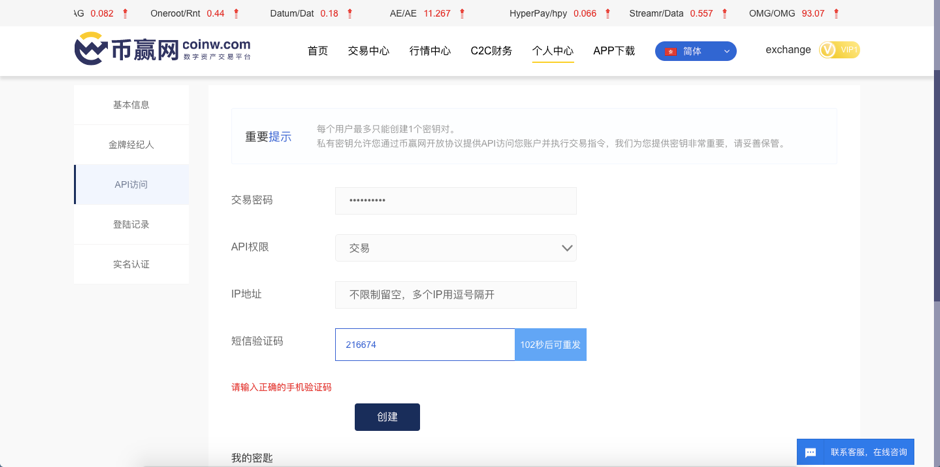 AG 0.082 Oneroot/Rnt 0.44 Datum/Dat 0.18 AE/AE 11.267 HyperPay/hpy 0.066 Streamr/Data 0.557 OMG/OMG 93.07
币赢网 coinw.com
数字资产交易平台
首页 交易中心 行情中心 C2C财务 个人中心 APP下载 简体 exchange V VIP1
基本信息
金牌经纪人
API访问
登陆记录
实名认证
重要提示
每个用户最多只能创建1个密钥对。
私有密钥允许您通过币赢网开放协议提供API访问您账户并执行交易指令，我们为您提供密钥非常重要，请妥善保管。
交易密码 ••••••••••
API权限 交易
IP地址 不限制留空，多个IP用逗号隔开
短信验证码 216674 102秒后可重发
请输入正确的手机验证码
创建
我的密匙
联系客服，在线咨询